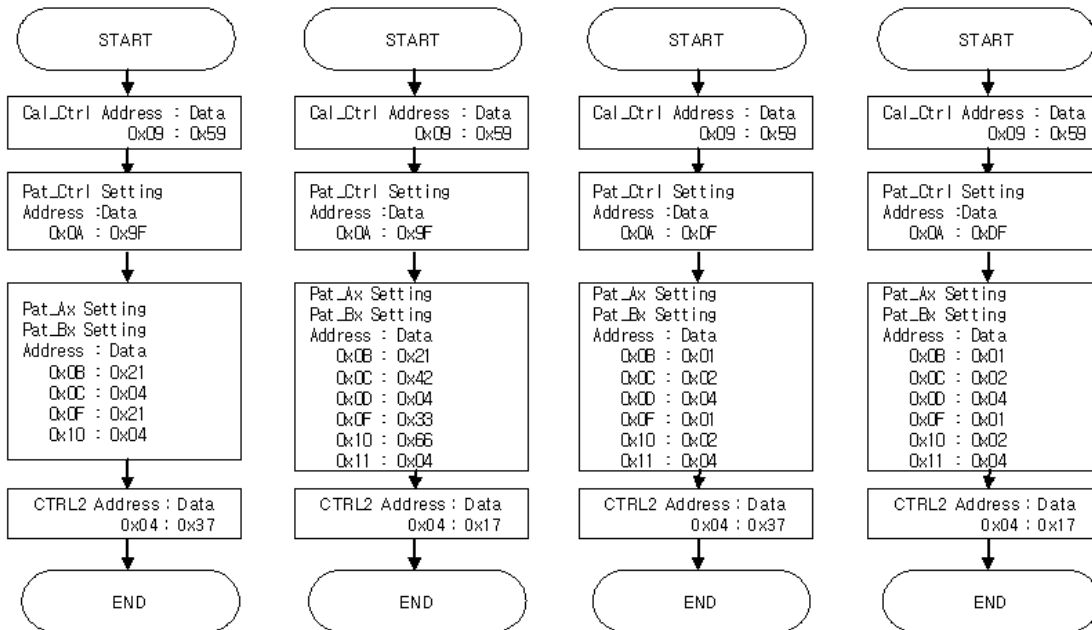 START
Cal_Ctrl Address : Data
0x09 : 0x59
Pat_Ctrl Setting
Address :Data
0x0A : 0x9F
Pat_Ax Setting
Pat_Bx Setting
Address : Data
0x0B : 0x21
0x0C : 0x04
0x0F : 0x21
0x10 : 0x04
CTRL2 Address : Data
0x04 : 0x37
END
START
Cal_Ctrl Address : Data
0x09 : 0x59
Pat_Ctrl Setting
Address :Data
0x0A : 0x9F
Pat_Ax Setting
Pat_Bx Setting
Address : Data
0x0B : 0x21
0x0C : 0x42
0x0D : 0x04
0x0F : 0x33
0x10 : 0x66
0x11 : 0x04
CTRL2 Address : Data
0x04 : 0x17
END
START
Cal_Ctrl Address : Data
0x09 : 0x59
Pat_Ctrl Setting
Address :Data
0x0A : 0xDF
Pat_Ax Setting
Pat_Bx Setting
Address : Data
0x0B : 0x01
0x0C : 0x02
0x0D : 0x04
0x0F : 0x01
0x10 : 0x02
0x11 : 0x04
CTRL2 Address : Data
0x04 : 0x37
END
START
Cal_Ctrl Address : Data
0x09 : 0x59
Pat_Ctrl Setting
Address :Data
0x0A : 0xDF
Pat_Ax Setting
Pat_Bx Setting
Address : Data
0x0B : 0x01
0x0C : 0x02
0x0D : 0x04
0x0F : 0x01
0x10 : 0x02
0x11 : 0x04
CTRL2 Address : Data
0x04 : 0x17
END